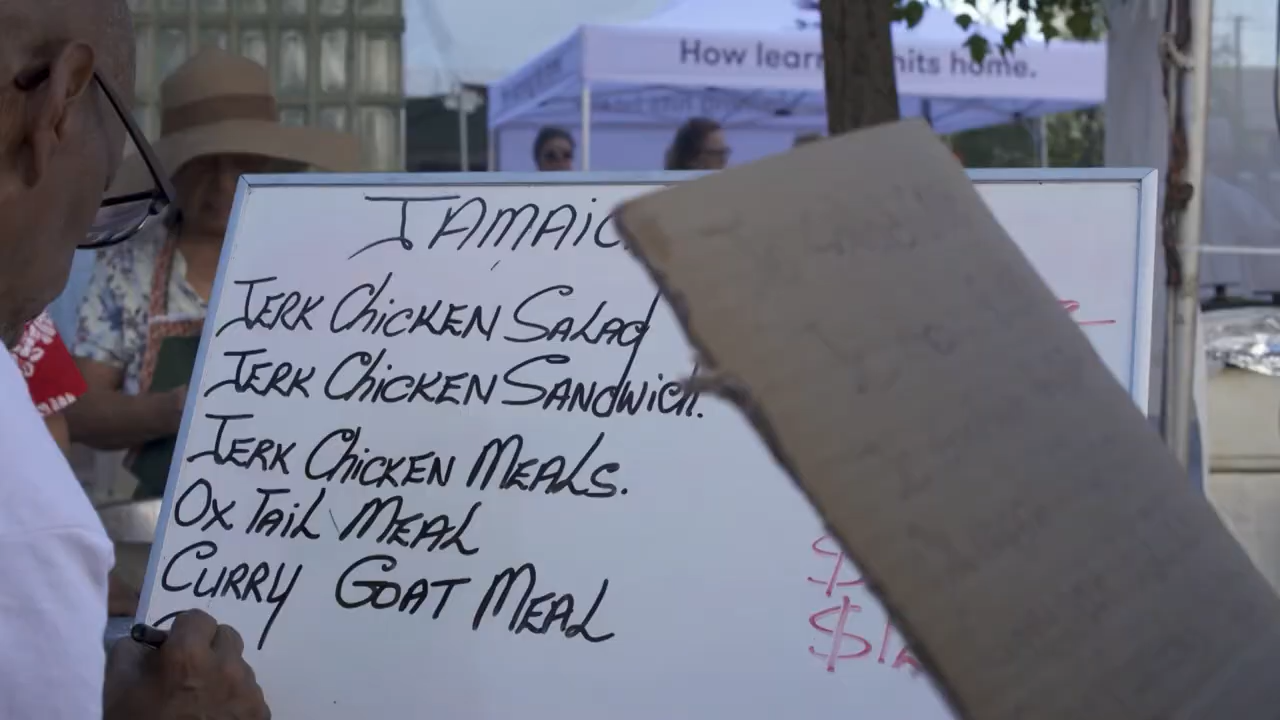 How learn hits home.
JAMAIC
JERK ChiCKEN SALAd
JERK ChiCKEN SANdWiCh.
JERK ChiCKEN MEALS.
OX TAiL MEAL
CURRY GOAT MEAL
$
$1